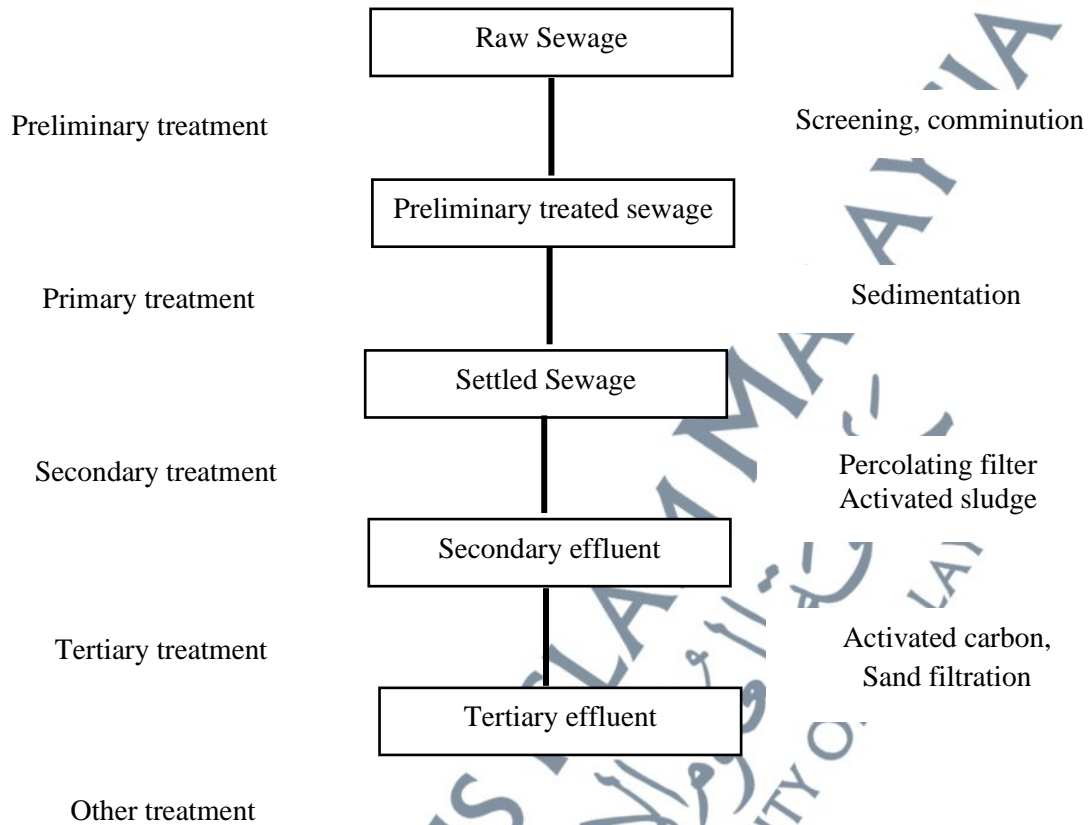 Raw Sewage
Preliminary treatment
Screening, comminution
Preliminary treated sewage
Primary treatment
Sedimentation
Settled Sewage
Secondary treatment
Percolating filter
Activated sludge
Secondary effluent
Tertiary treatment
Activated carbon,
Sand filtration
Tertiary effluent
Other treatment